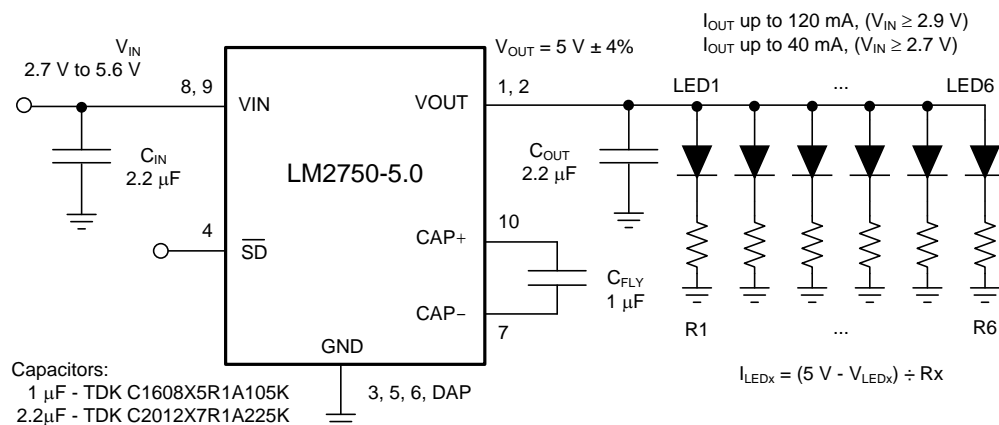 I_OUT up to 120 mA, (V_IN ≥ 2.9 V)
I_OUT up to 40 mA, (V_IN ≥ 2.7 V)
V_IN
2.7 V to 5.6 V
V_OUT = 5 V ± 4%
8, 9
VIN
VOUT
1, 2
LED1
...
LED6
C_IN
2.2 μF
LM2750-5.0
C_OUT
2.2 μF
4
SD
CAP+
10
C_FLY
1 μF
CAP−
7
GND
R1
...
R6
Capacitors:
1 μF - TDK C1608X5R1A105K
2.2μF - TDK C2012X7R1A225K
3, 5, 6, DAP
I_LEDx = (5 V - V_LEDx) ÷ Rx